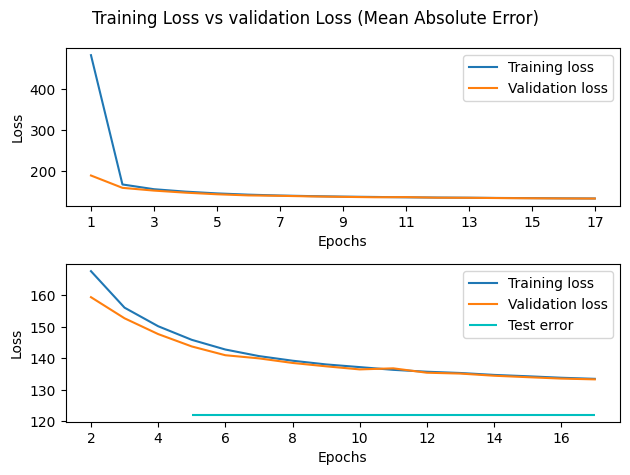 Training Loss vs validation Loss (Mean Absolute Error)
Training loss
Validation loss
400
300
200
Loss
1 3 5 7 9 11 13 15 17
Epochs
Training loss
Validation loss
Test error
160
150
140
130
120
Loss
2 4 6 8 10 12 14 16
Epochs